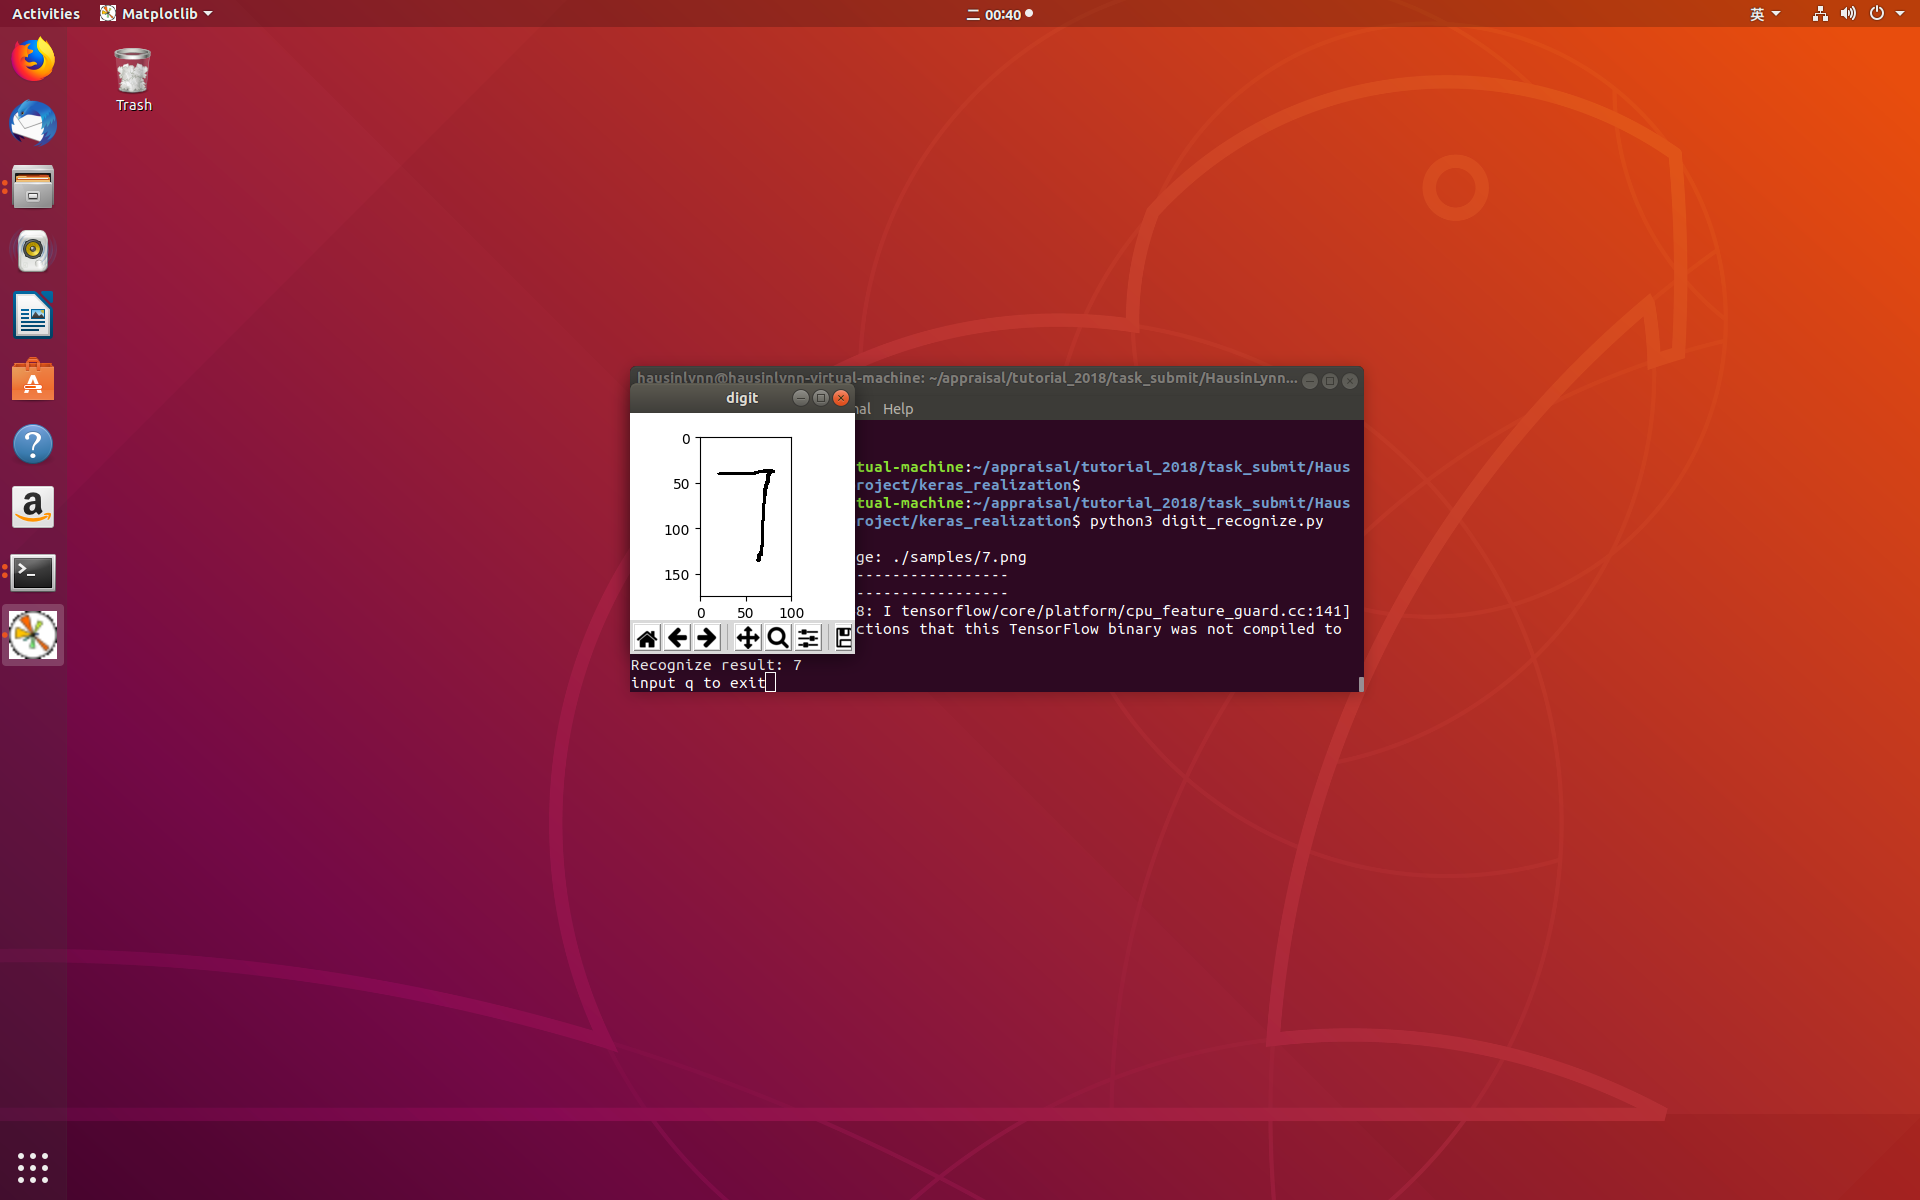 Activities Matplotlib 二 00:40 英
Trash
hausinlynn@hausinlynn-virtual-machine: ~/appraisal/tutorial_2018/task_submit/HausinLynn...
digit
nal Help
tual-machine:~/appraisal/tutorial_2018/task_submit/Haus
roject/keras_realization$
tual-machine:~/appraisal/tutorial_2018/task_submit/Haus
roject/keras_realization$ python3 digit_recognize.py
ge: ./samples/7.png
-----------------
-----------------
8: I tensorflow/core/platform/cpu_feature_guard.cc:141]
ctions that this TensorFlow binary was not compiled to
0
50
100
150
7
0 50 100
Recognize result: 7
input q to exit